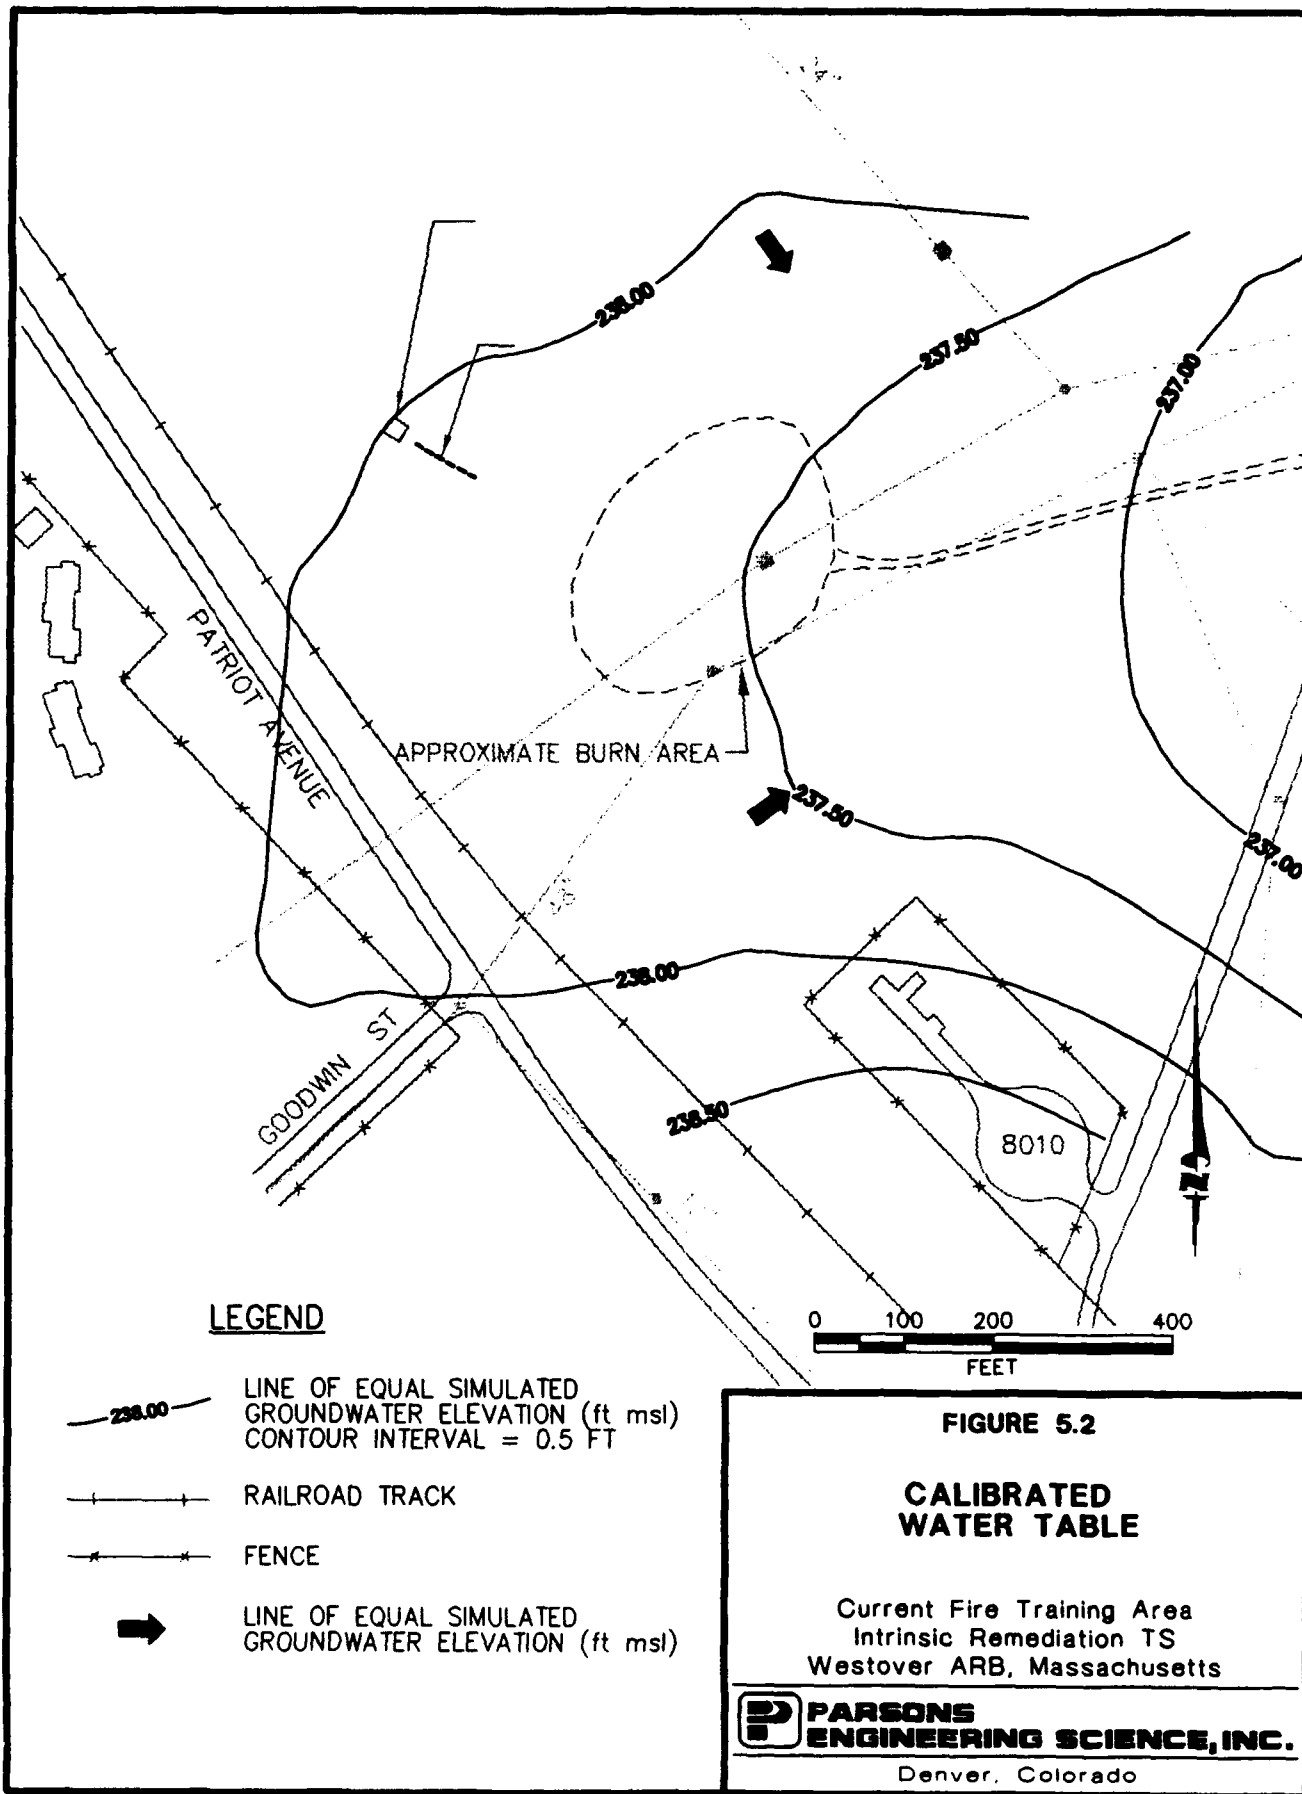 238.00
237.50
237.00
PATRIOT AVENUE
APPROXIMATE BURN AREA
237.50
237.00
238.00
GOODWIN ST
238.50
8010
N
0 100 200 400
FEET
LEGEND
238.00
LINE OF EQUAL SIMULATED
GROUNDWATER ELEVATION (ft msl)
CONTOUR INTERVAL = 0.5 FT
RAILROAD TRACK
FENCE
LINE OF EQUAL SIMULATED
GROUNDWATER ELEVATION (ft msl)
FIGURE 5.2
CALIBRATED
WATER TABLE
Current Fire Training Area
Intrinsic Remediation TS
Westover ARB, Massachusetts
PARSONS
ENGINEERING SCIENCE, INC.
Denver, Colorado